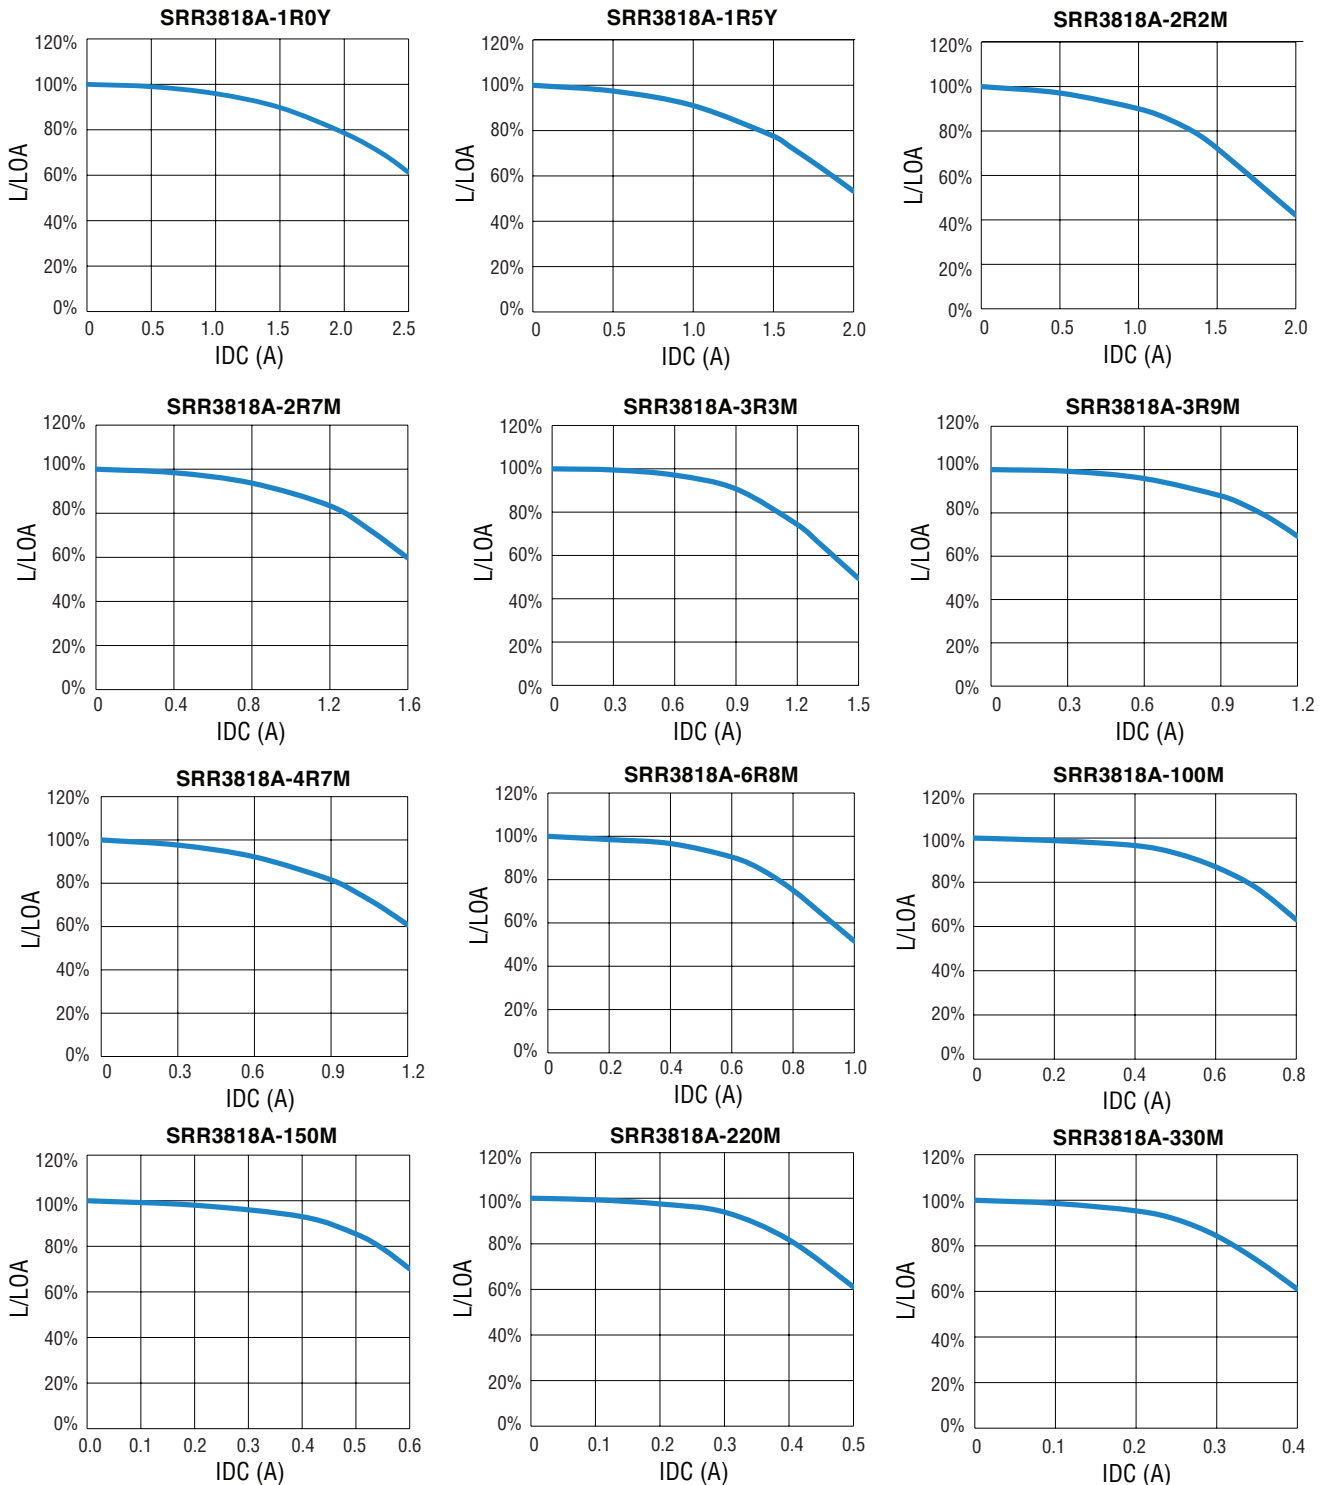 SRR3818A-1R0Y
120%
100%
80%
60%
40%
20%
0%
L/LOA
0 0.5 1.0 1.5 2.0 2.5
IDC (A)
SRR3818A-1R5Y
120%
100%
80%
60%
40%
20%
0%
L/LOA
0 0.5 1.0 1.5 2.0
IDC (A)
SRR3818A-2R2M
120%
100%
80%
60%
40%
20%
0%
L/LOA
0 0.5 1.0 1.5 2.0
IDC (A)
SRR3818A-2R7M
120%
100%
80%
60%
40%
20%
0%
L/LOA
0 0.4 0.8 1.2 1.6
IDC (A)
SRR3818A-3R3M
120%
100%
80%
60%
40%
20%
0%
L/LOA
0 0.3 0.6 0.9 1.2 1.5
IDC (A)
SRR3818A-3R9M
120%
100%
80%
60%
40%
20%
0%
L/LOA
0 0.3 0.6 0.9 1.2
IDC (A)
SRR3818A-4R7M
120%
100%
80%
60%
40%
20%
0%
L/LOA
0 0.3 0.6 0.9 1.2
IDC (A)
SRR3818A-6R8M
120%
100%
80%
60%
40%
20%
0%
L/LOA
0 0.2 0.4 0.6 0.8 1.0
IDC (A)
SRR3818A-100M
120%
100%
80%
60%
40%
20%
0%
L/LOA
0 0.2 0.4 0.6 0.8
IDC (A)
SRR3818A-150M
120%
100%
80%
60%
40%
20%
0%
L/LOA
0.0 0.1 0.2 0.3 0.4 0.5 0.6
IDC (A)
SRR3818A-220M
120%
100%
80%
60%
40%
20%
0%
L/LOA
0 0.1 0.2 0.3 0.4 0.5
IDC (A)
SRR3818A-330M
120%
100%
80%
60%
40%
20%
0%
L/LOA
0 0.1 0.2 0.3 0.4
IDC (A)